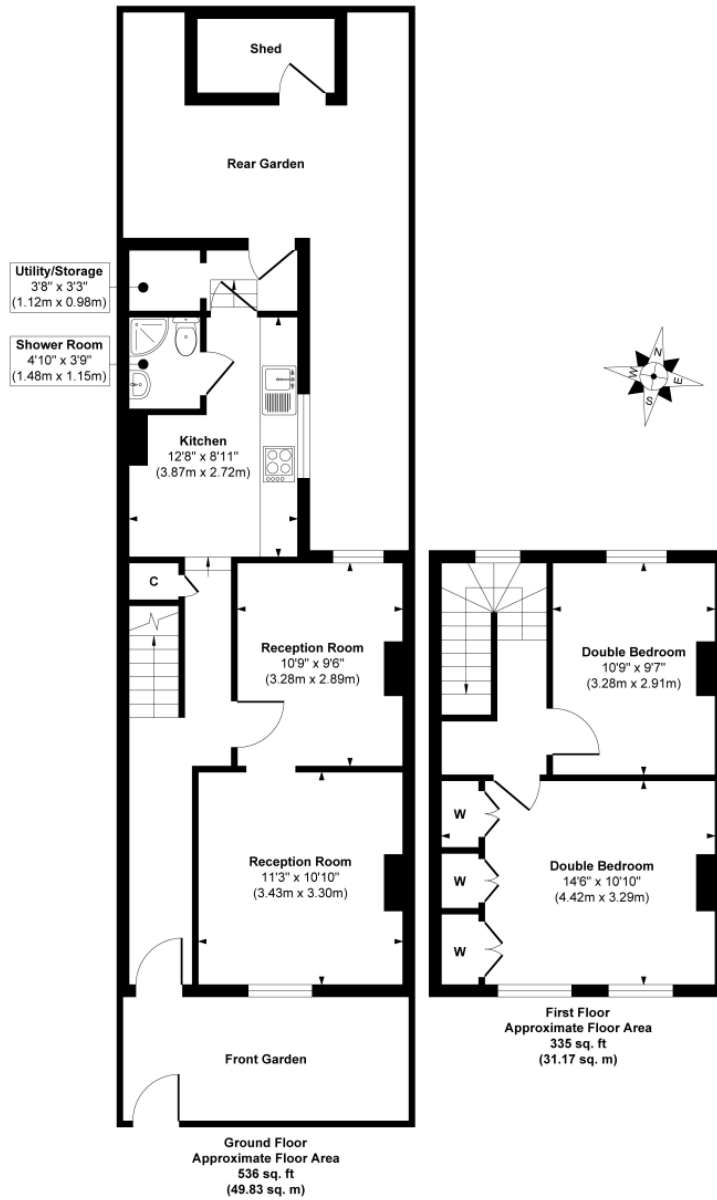 Shed
Rear Garden
Utility/Storage
3'8" x 3'3"
(1.12m x 0.98m)
Shower Room
4'10" x 3'9"
(1.48m x 1.15m)
Kitchen
12'8" x 8'11"
(3.87m x 2.72m)
N
W
E
S
C
Reception Room
10'9" x 9'6"
(3.28m x 2.89m)
Reception Room
11'3" x 10'10"
(3.43m x 3.30m)
Front Garden
Ground Floor
Approximate Floor Area
536 sq. ft
(49.83 sq. m)
Double Bedroom
10'9" x 9'7"
(3.28m x 2.91m)
W
W
W
Double Bedroom
14'6" x 10'10"
(4.42m x 3.29m)
First Floor
Approximate Floor Area
335 sq. ft
(31.17 sq. m)